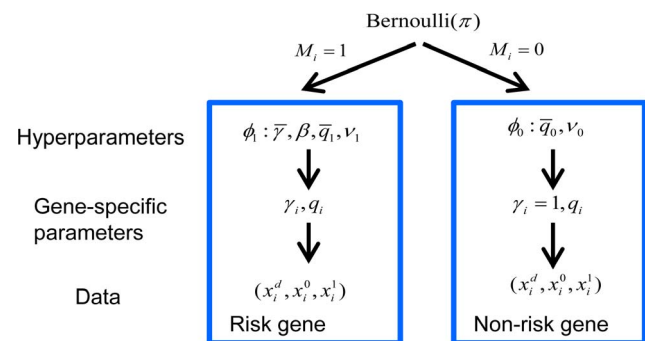 Bernoulli(π)
M_i = 1
M_i = 0
Hyperparameters
ϕ_1 : γ̄, β, q̄_1, ν_1
ϕ_0 : q̄_0, ν_0
Gene-specific
parameters
γ_i, q_i
γ_i = 1, q_i
Data
(x_i^d, x_i^0, x_i^1)
(x_i^d, x_i^0, x_i^1)
Risk gene
Non-risk gene